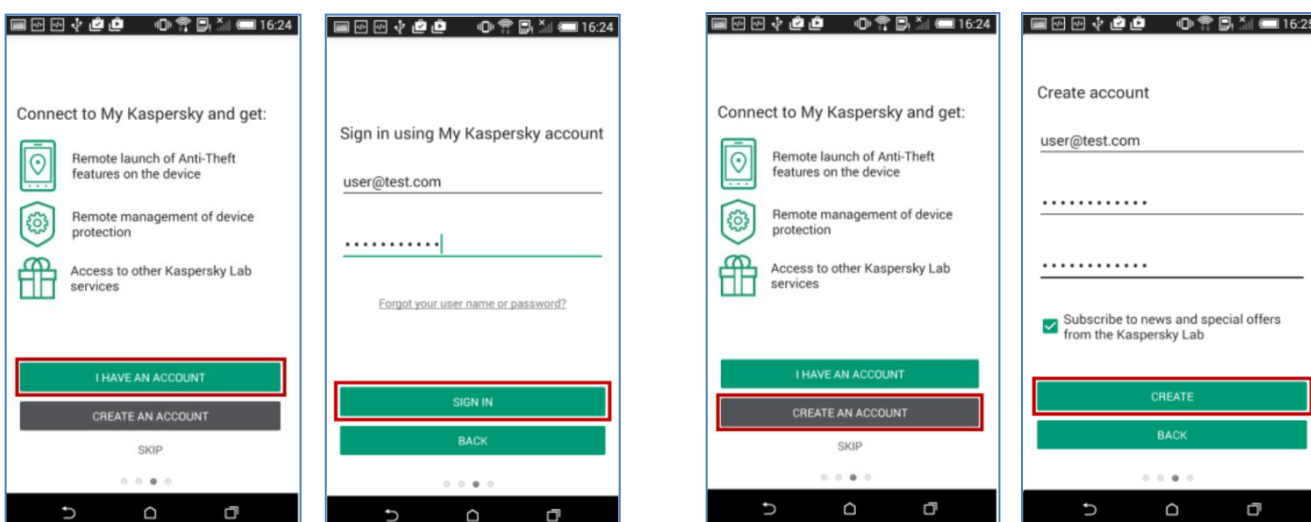 16:24
Connect to My Kaspersky and get:
Remote launch of Anti-Theft
features on the device
Remote management of device
protection
Access to other Kaspersky Lab
services
I HAVE AN ACCOUNT
CREATE AN ACCOUNT
SKIP
16:24
Sign in using My Kaspersky account
user@test.com
Forgot your user name or password?
SIGN IN
BACK
16:24
Connect to My Kaspersky and get:
Remote launch of Anti-Theft
features on the device
Remote management of device
protection
Access to other Kaspersky Lab
services
I HAVE AN ACCOUNT
CREATE AN ACCOUNT
SKIP
16:25
Create account
user@test.com
Subscribe to news and special offers
from the Kaspersky Lab
CREATE
BACK